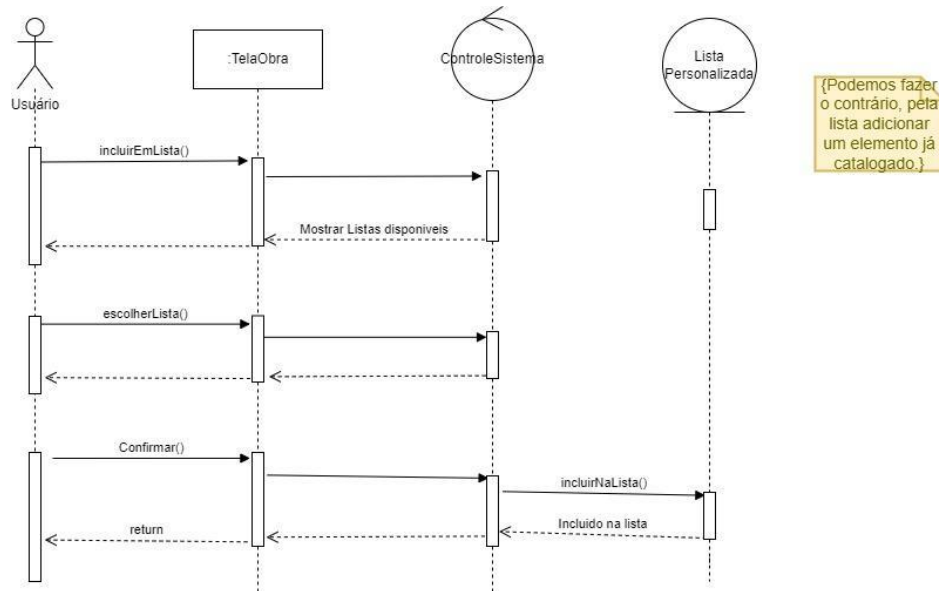 Usuário
:TelaObra
ControleSistema
Lista
Personalizada
{Podemos fazer
o contrário, pela
lista adicionar
um elemento já
catalogado.}
incluirEmLista()
Mostrar Listas disponiveis
escolherLista()
Confirmar()
incluirNaLista()
Incluido na lista
return